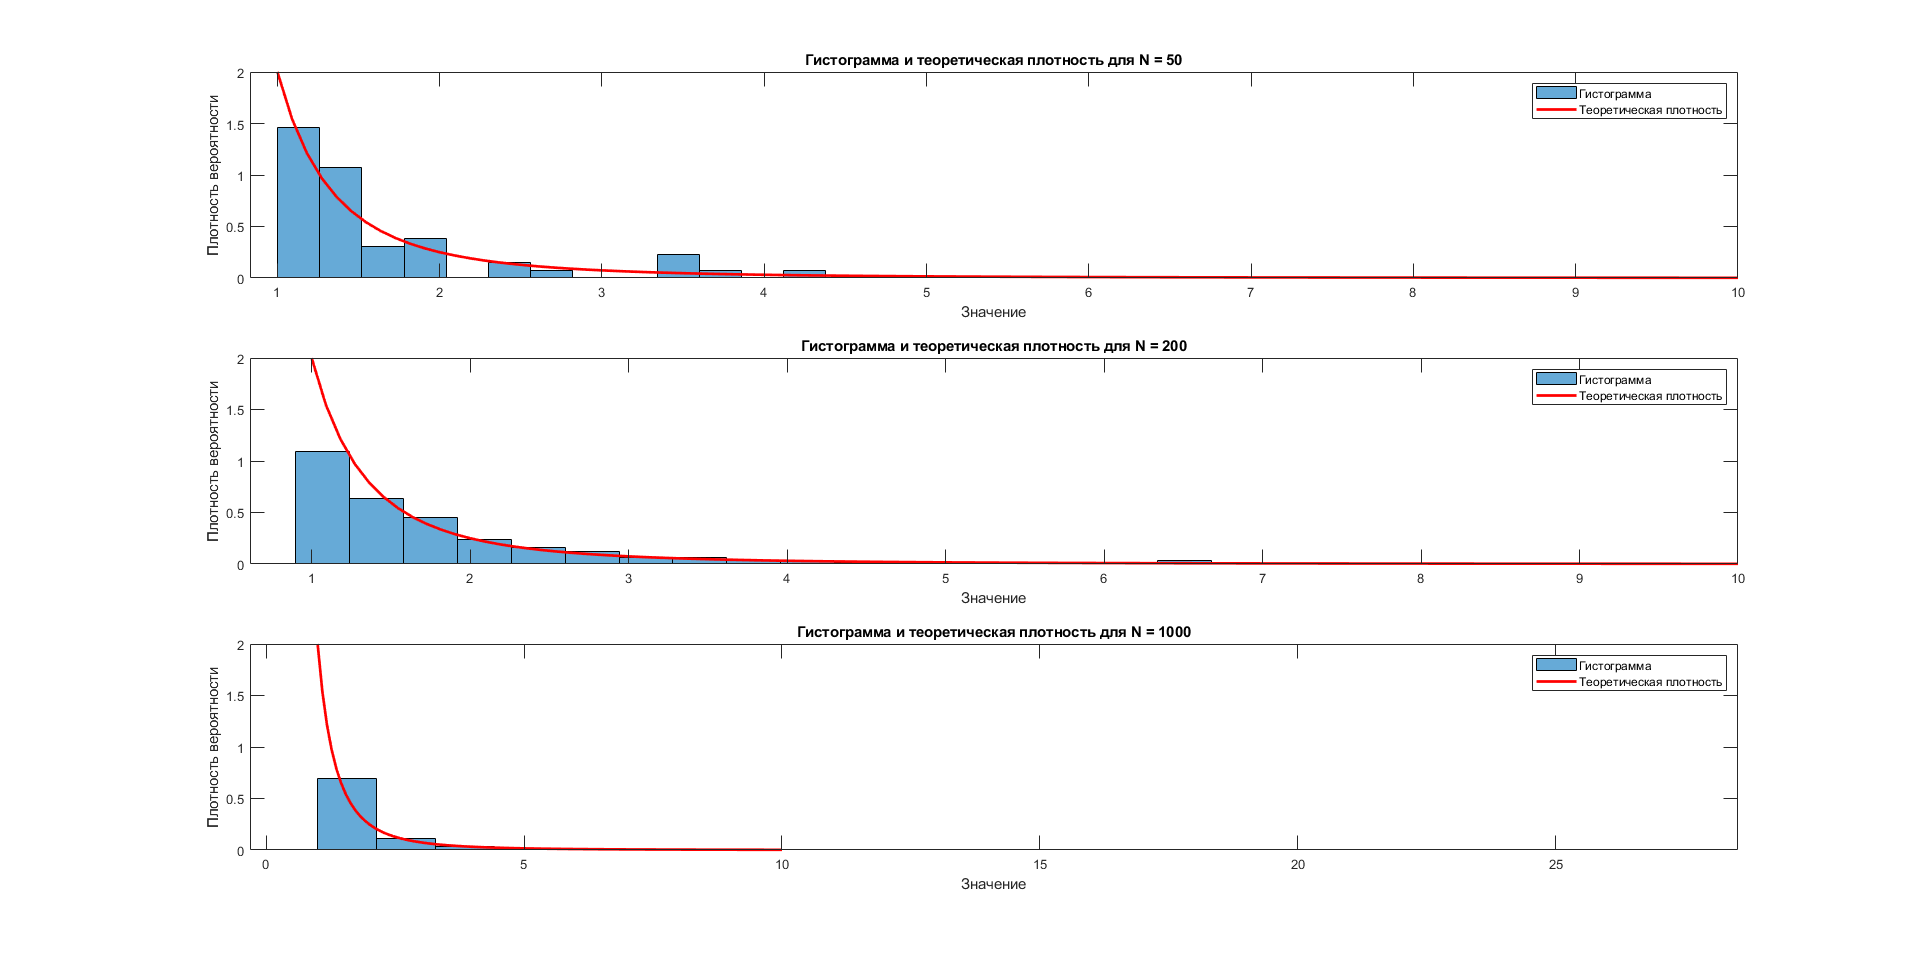 Гистограмма и теоретическая плотность для N = 50
Плотность вероятности
2
1.5
1
0.5
0
Гистограмма
Теоретическая плотность
1 2 3 4 5 6 7 8 9 10
Значение
Гистограмма и теоретическая плотность для N = 200
Плотность вероятности
2
1.5
1
0.5
0
Гистограмма
Теоретическая плотность
1 2 3 4 5 6 7 8 9 10
Значение
Гистограмма и теоретическая плотность для N = 1000
Плотность вероятности
2
1.5
1
0.5
0
Гистограмма
Теоретическая плотность
0 5 10 15 20 25
Значение